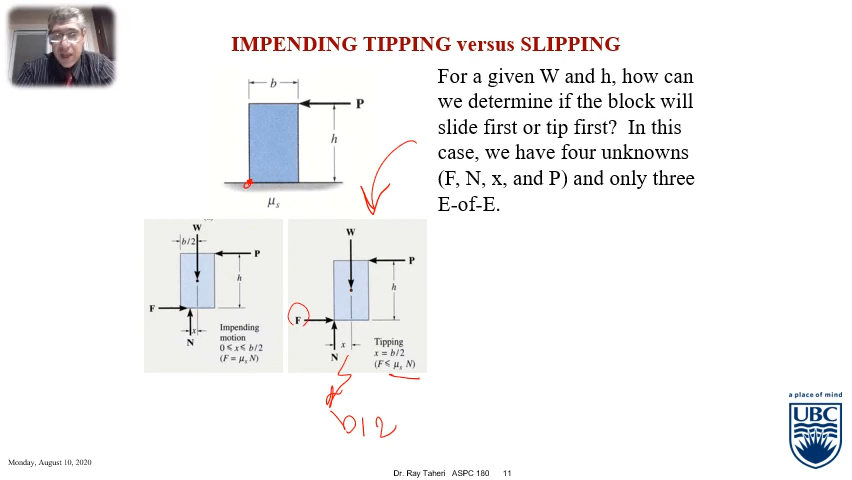 IMPENDING TIPPING versus SLIPPING
For a given W and h, how can
we determine if the block will
slide first or tip first? In this
case, we have four unknowns
(F, N, x, and P) and only three
E-of-E.
b
P
h
μs
W
b/2
P
h
F
x
N
Impending
motion
0 ≤ x ≤ b/2
(F = μs N)
W
P
h
F
x
N
Tipping
x = b/2
(F ≤ μs N)
b/2
a place of mind
UBC
Monday, August 10, 2020
Dr. Ray Taheri ASPC 180 11